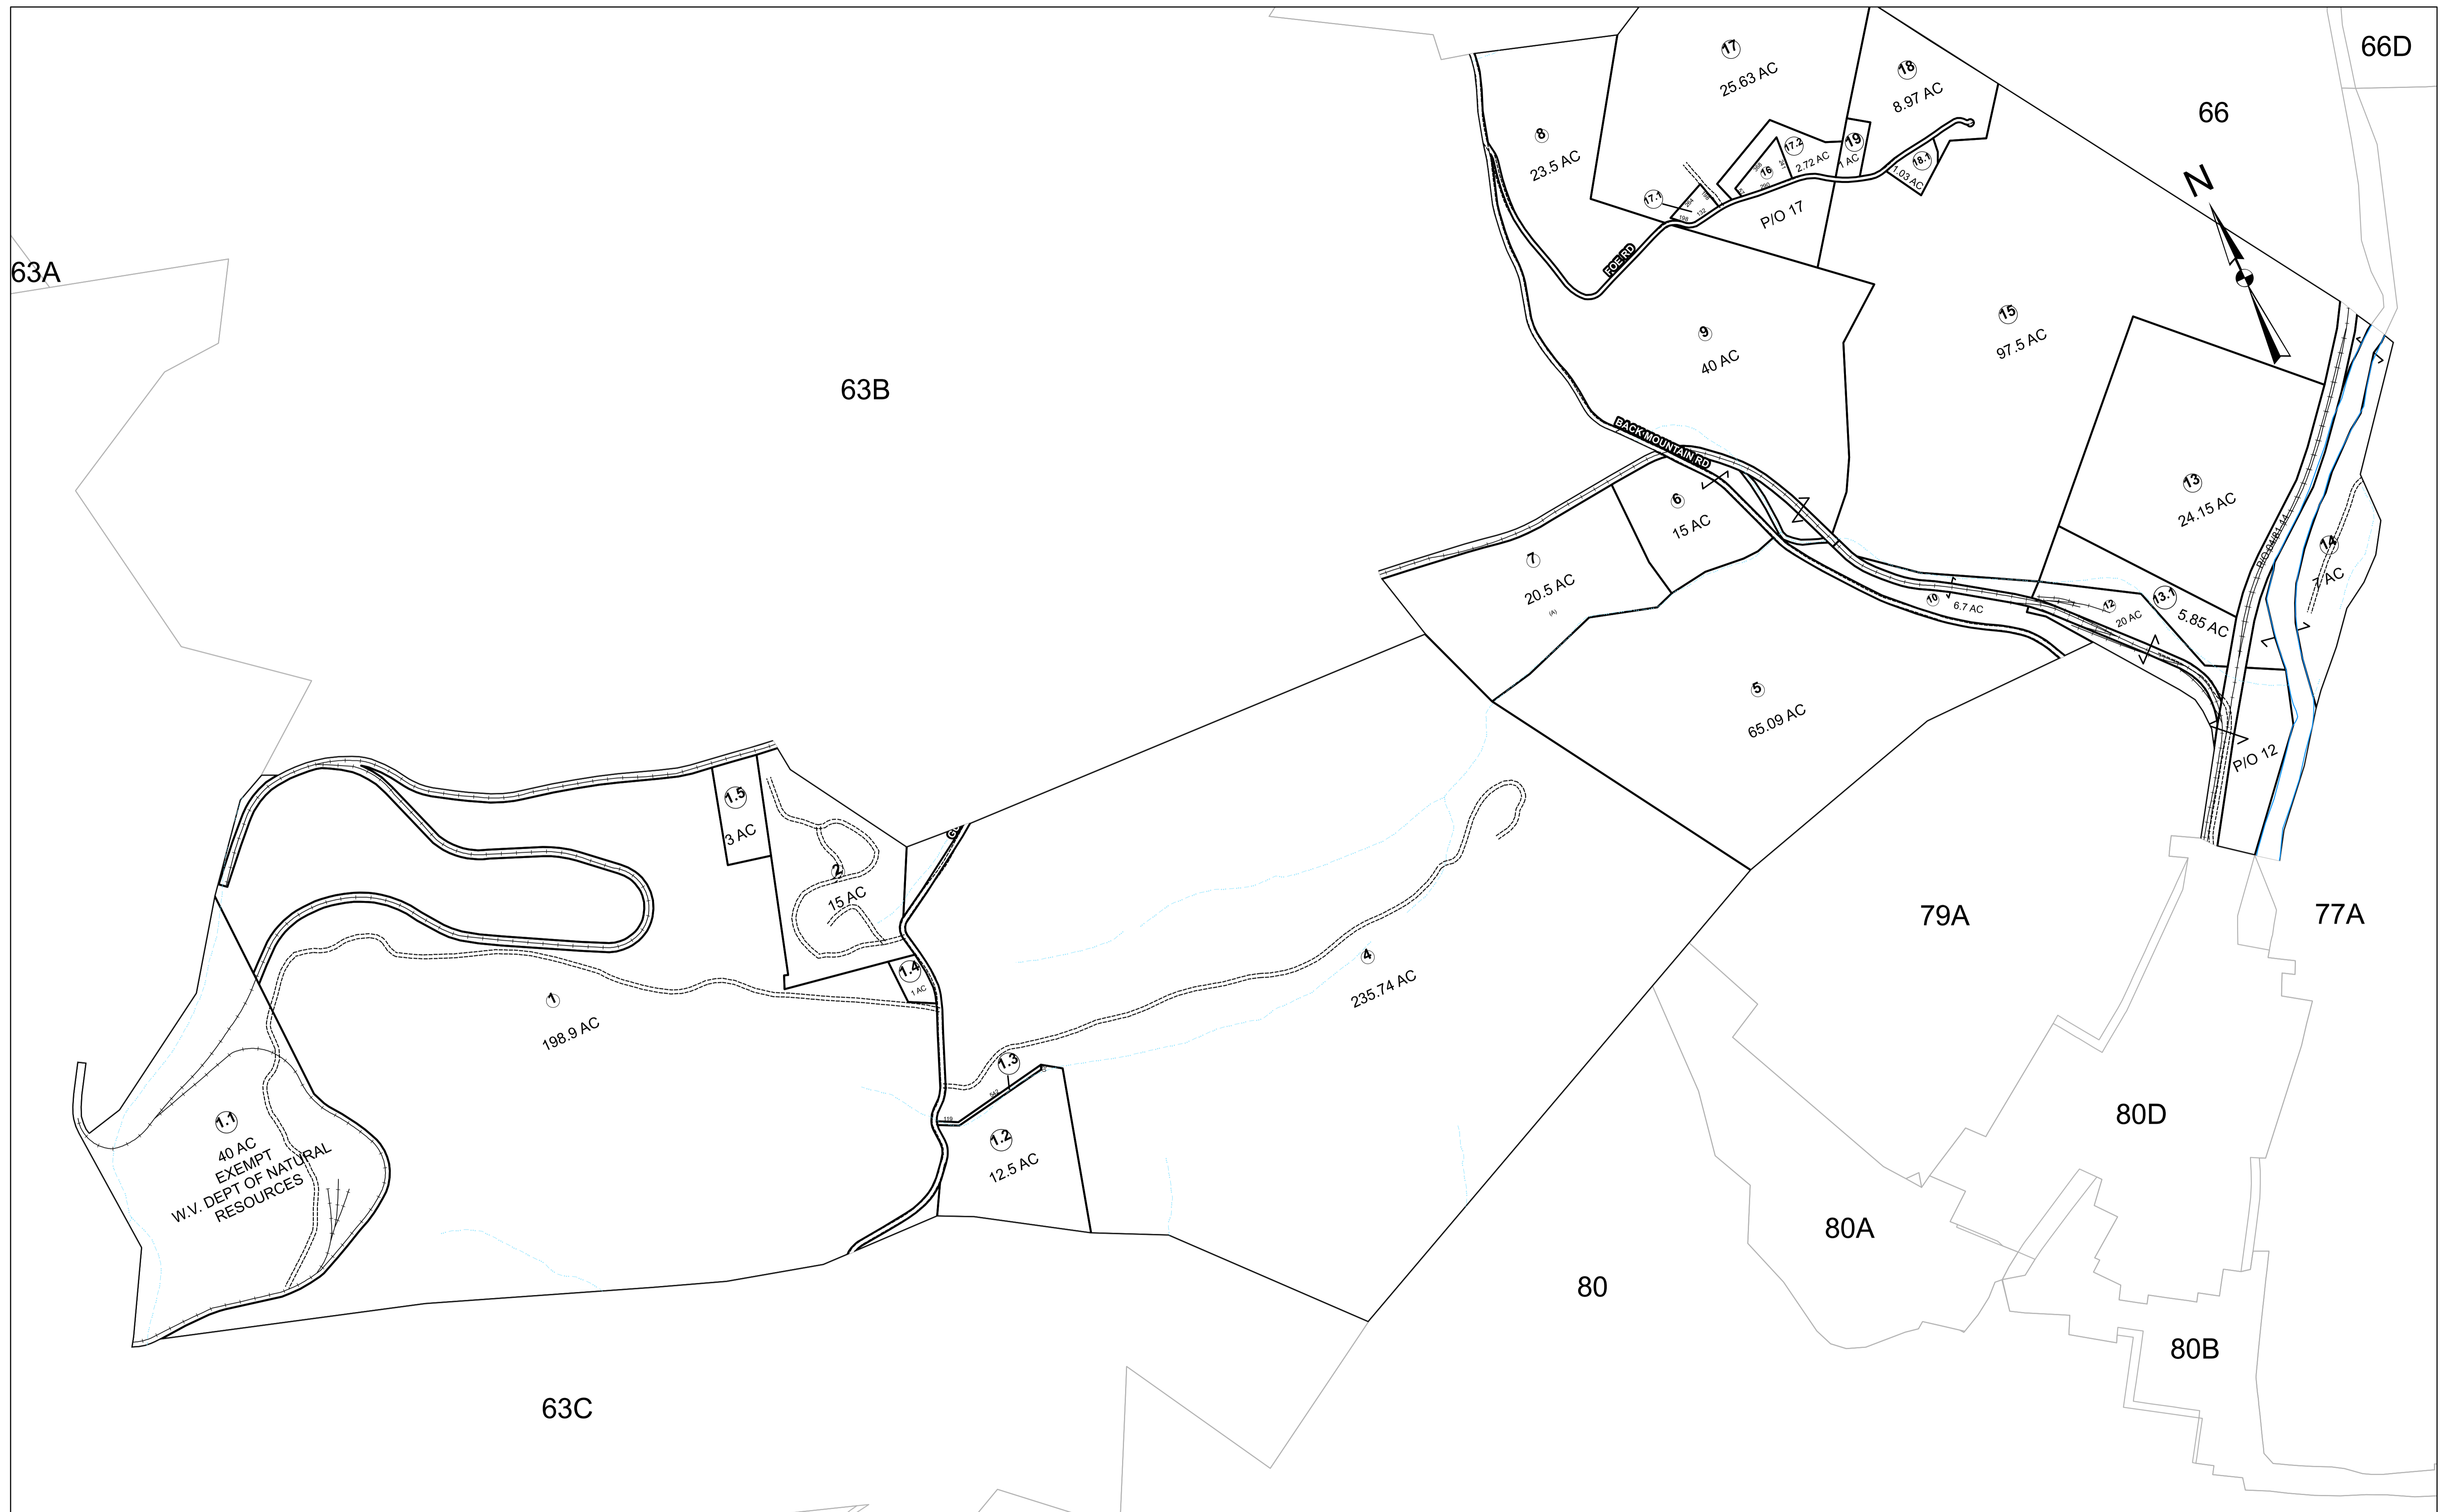 66D
17
25.63 AC
18
8.97 AC
66
8
23.5 AC
17.2
2.72 AC
19
1 AC
16
18.1
1.03 AC
17.1
264
198
132
P/O 17
N
FOE RD
63A
63B
9
40 AC
15
97.5 AC
BACK MOUNTAIN RD
13
24.15 AC
6
15 AC
7
20.5 AC
(A)
14
7 AC
10
6.7 AC
12
20 AC
13.1
5.85 AC
5
65.09 AC
P/O 12
1.5
3 AC
2
15 AC
1.4
1 AC
1
198.9 AC
4
235.74 AC
79A
77A
1.3
542
119
1.2
12.5 AC
1.1
40 AC
EXEMPT
W.V. DEPT OF NATURAL
RESOURCES
80D
80A
80
80B
63C